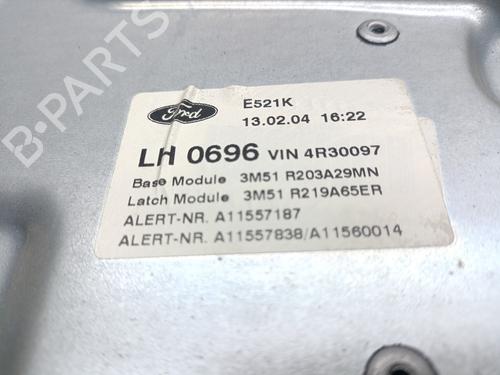 B-PARTS
Ford
E521K
13.02.04 16:22
LH 0696 VIN 4R30097
Base Module 3M51 R203A29MN
Latch Module 3M51 R219A65ER
ALERT-NR. A11557187
ALERT-NR. A11557838/A11560014